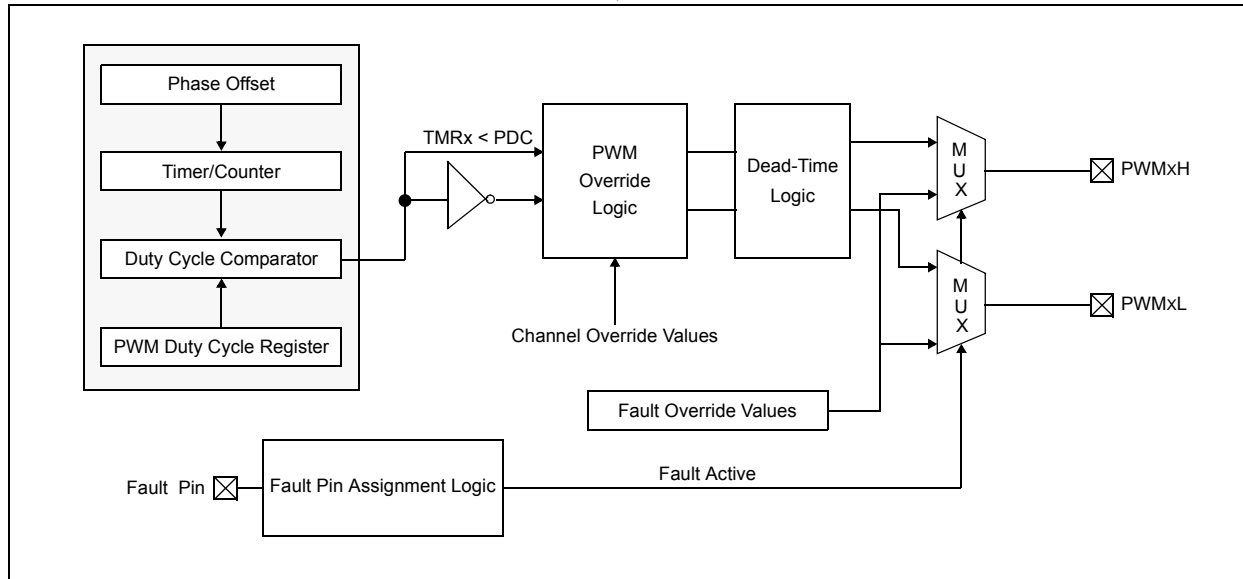 Phase Offset
Timer/Counter
Duty Cycle Comparator
PWM Duty Cycle Register
TMRx < PDC
PWM
Override
Logic
Channel Override Values
Dead-Time
Logic
M
U
X
PWMxH
M
U
X
PWMxL
Fault Override Values
Fault Pin
Fault Pin Assignment Logic
Fault Active